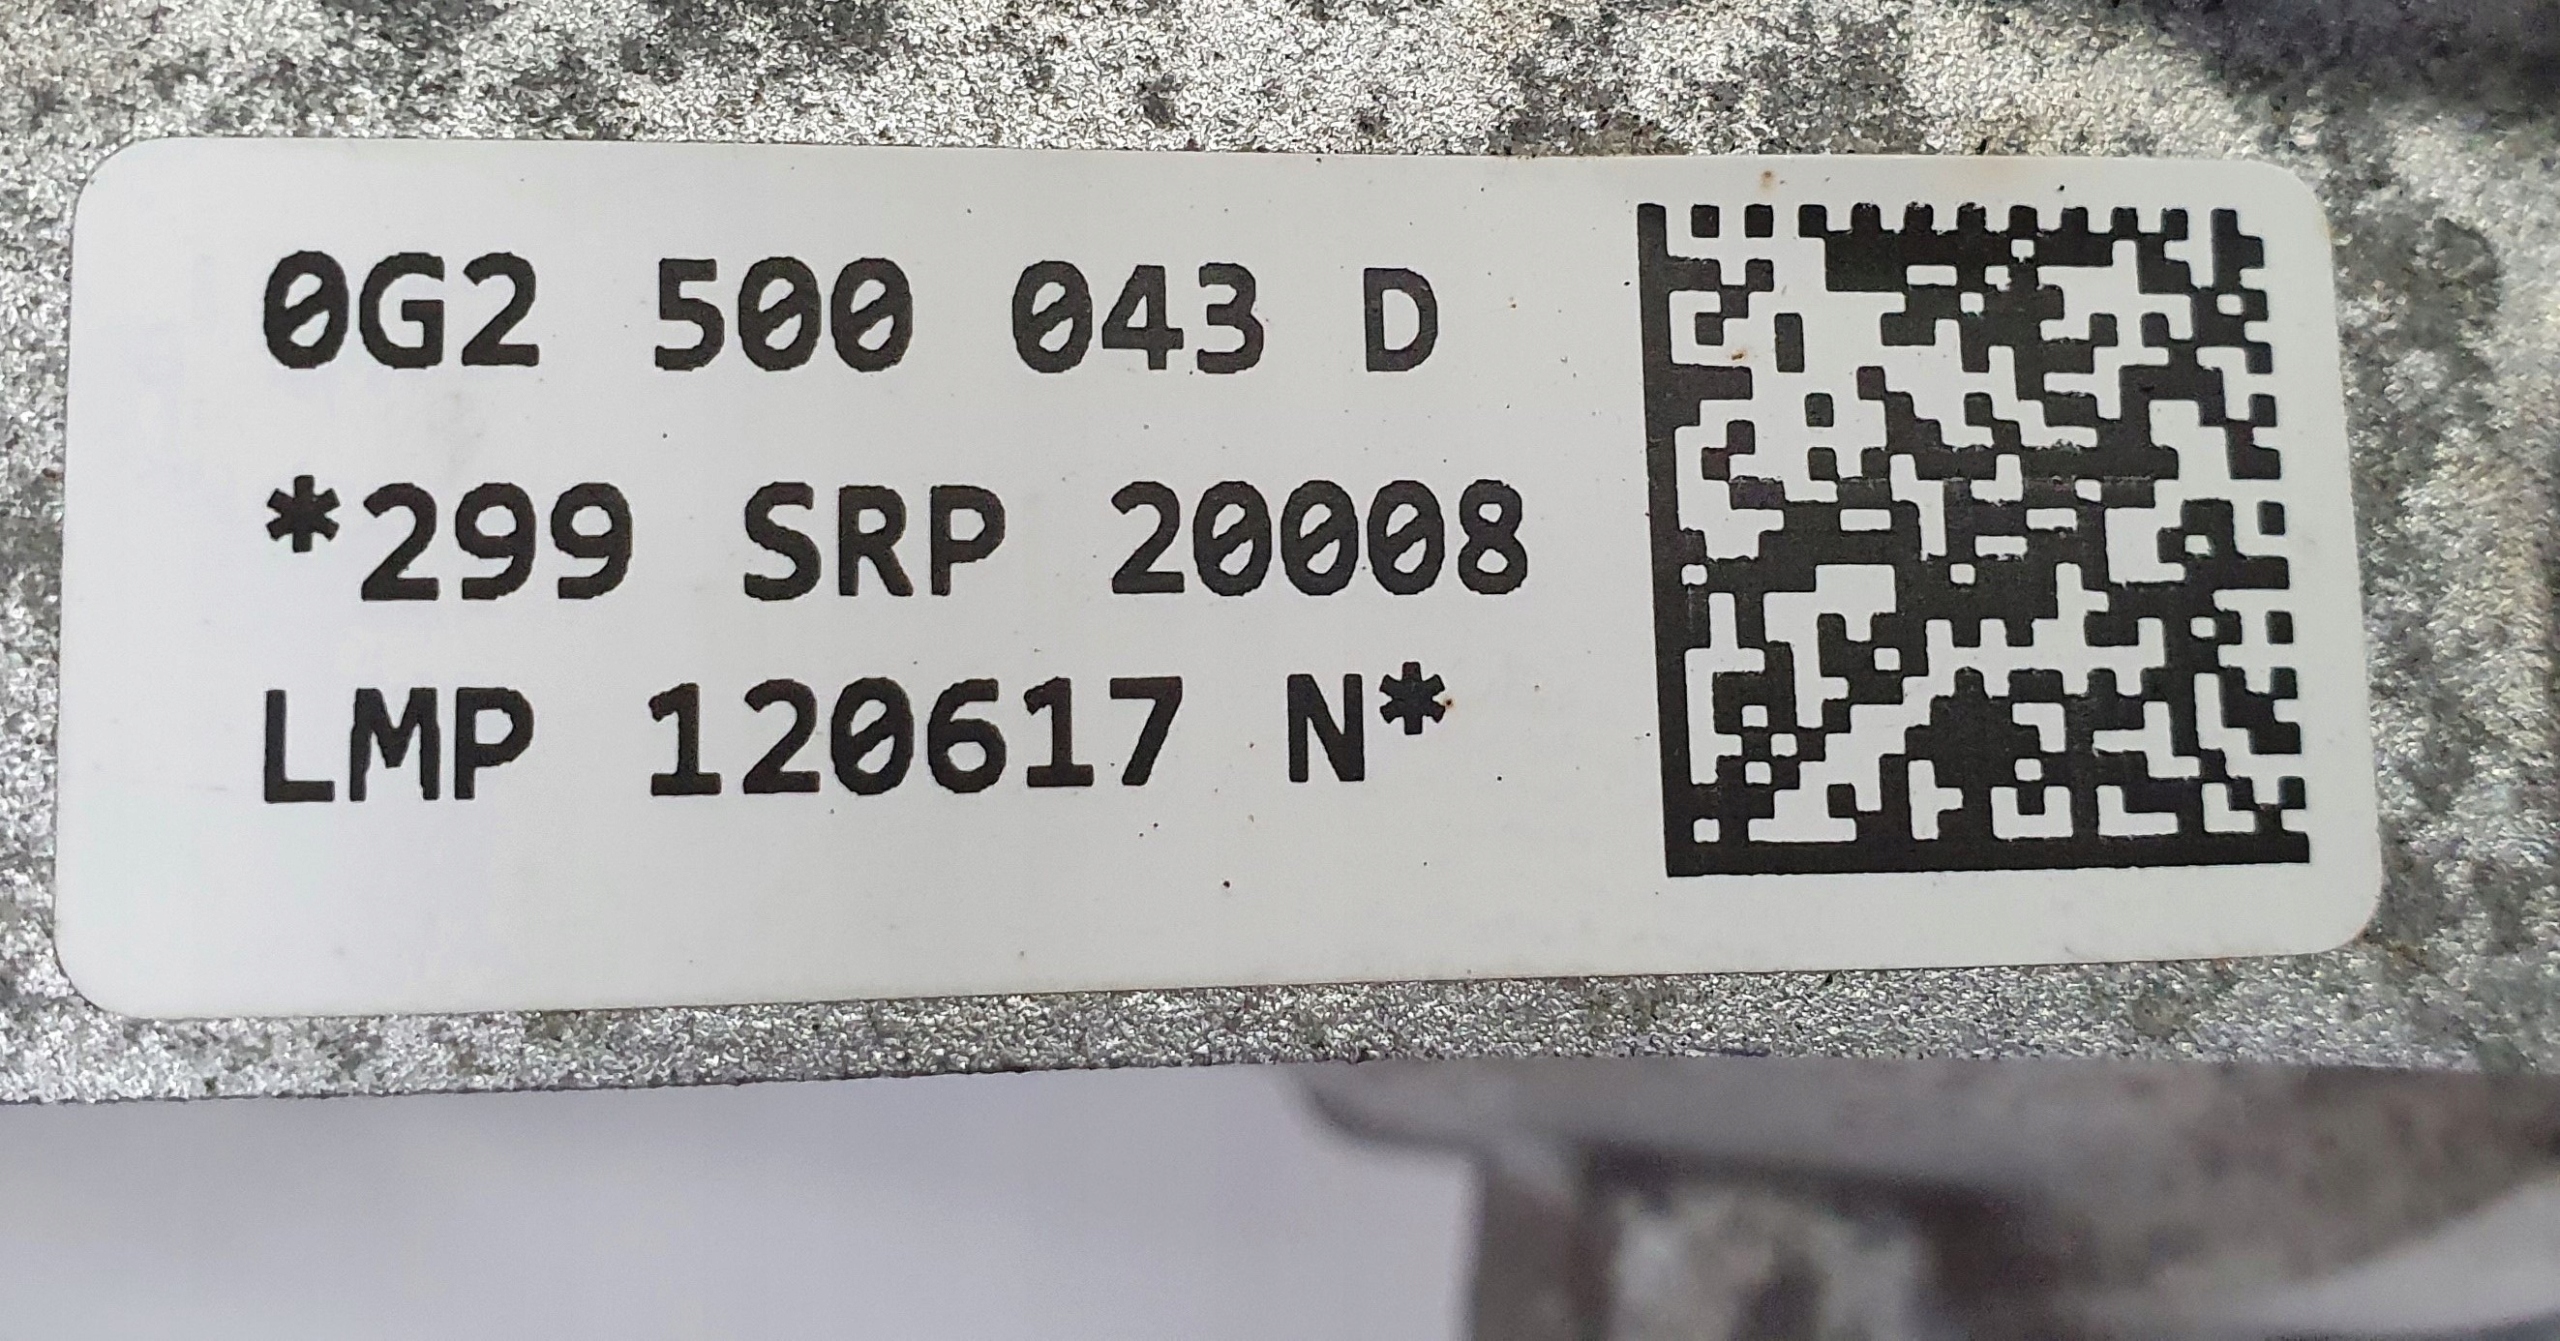 0G2 500 043 D
*299 SRP 20008
LMP 120617 N*